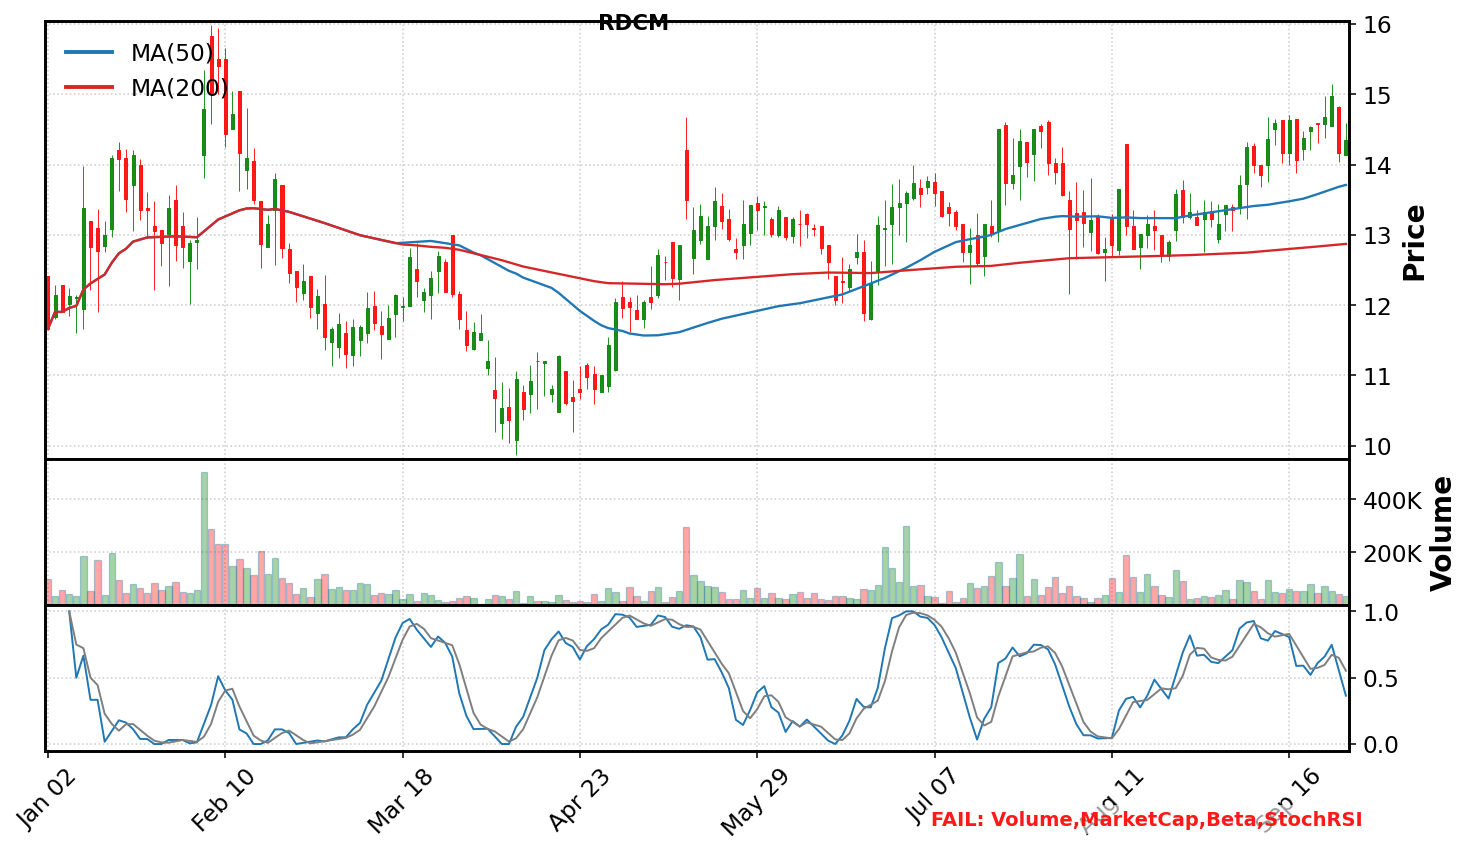 RDCM
MA(50)
MA(200)
16
15
14
13
12
11
10
Price
400K
200K
Volume
1.0
0.5
0.0
Jan 02
Feb 10
Mar 18
Apr 23
May 29
Jul 07
Aug 11
Sep 16
FAIL: Volume,MarketCap,Beta,StochRSI